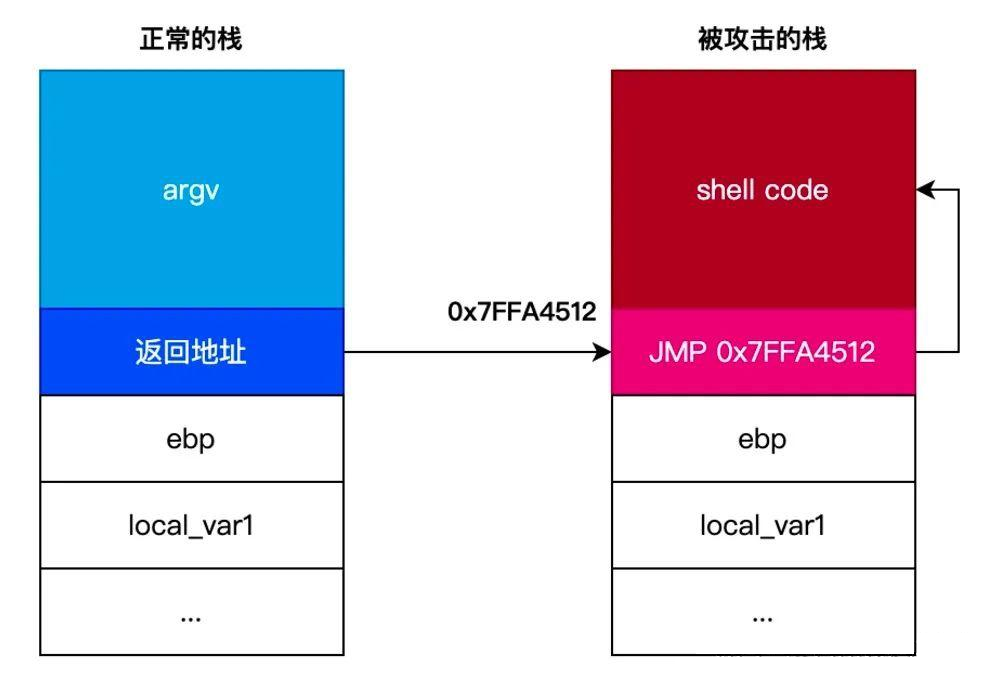 正常的栈
被攻击的栈
argv
shell code
0x7FFA4512
返回地址
JMP 0x7FFA4512
ebp
ebp
local_var1
local_var1
...
...